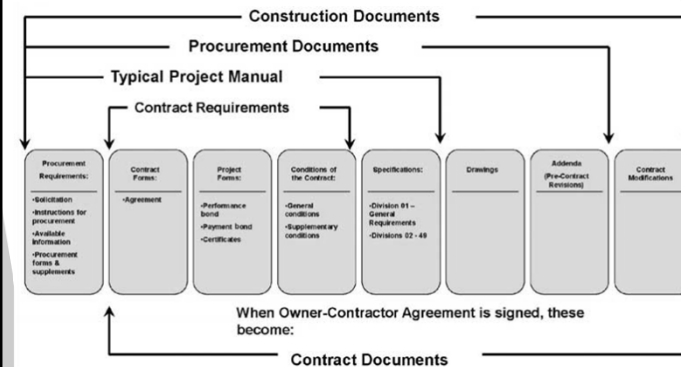 Construction Documents
Procurement Documents
Typical Project Manual
Contract Requirements
Procurement
Requirements:
•Solicitation
•Instructions for
procurement
•Available
Information
•Procurement
forms &
supplements
Contract
Forms:
•Agreement
Project
Forms:
•Performance
bond
•Payment bond
•Certificates
Conditions of
the Contract:
•General
conditions
•Supplementary
conditions
Specifications:
•Division 01 –
General
Requirements
•Divisions 02 - 49
Drawings
Addenda
(Pre-Contract
Revisions)
Contract
Modifications
When Owner-Contractor Agreement is signed, these
become:
Contract Documents